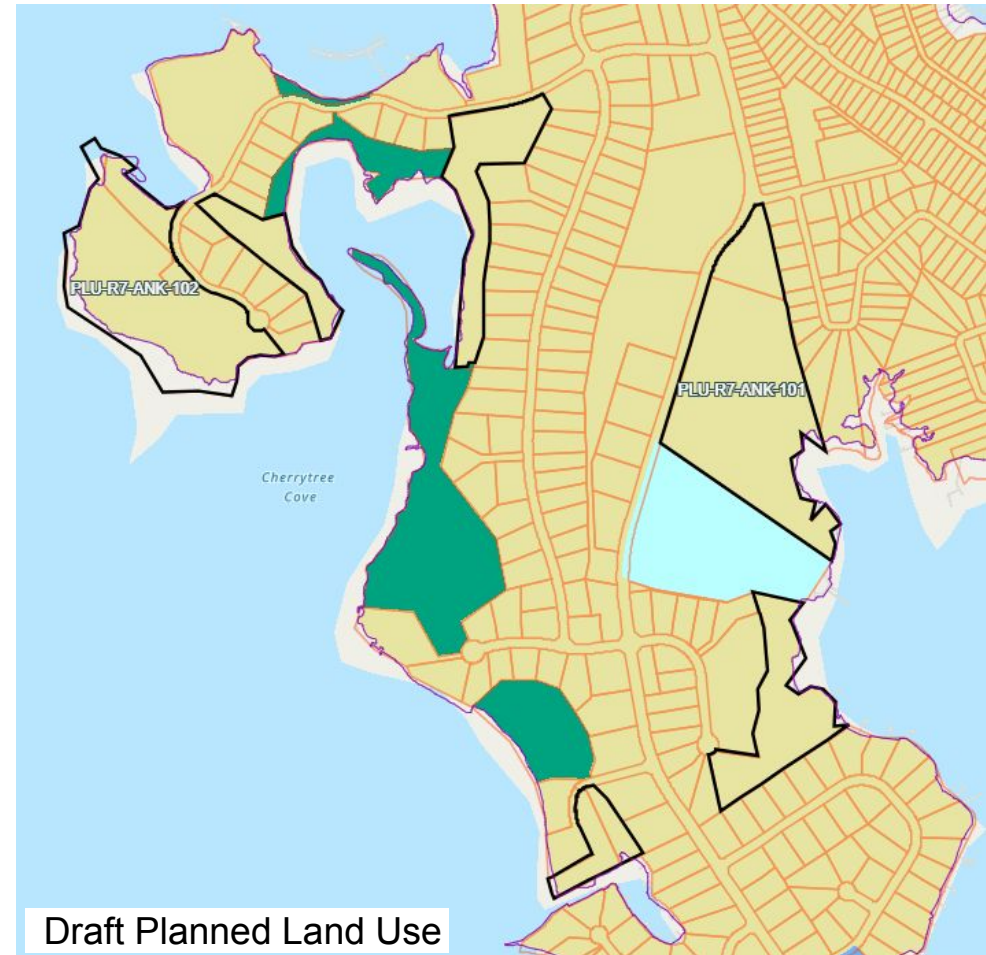 PLU-R7-ANK-102
PLU-R7-ANK-101
Cherrytree
Cove
Draft Planned Land Use